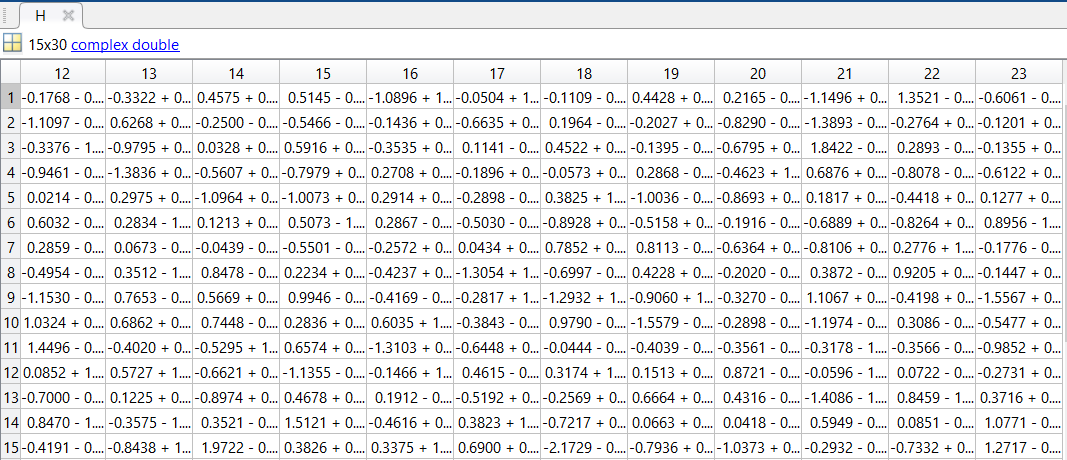 H
15x30 complex double
12 13 14 15 16 17 18 19 20 21 22 23
1 -0.1768 - 0.... -0.3322 + 0.... 0.4575 + 0.... 0.5145 - 0.... -1.0896 + 1... -0.0504 + 1... -0.1109 - 0.... 0.4428 + 0.... 0.2165 - 0.... -1.1496 + 0.... 1.3521 - 0.... -0.6061 - 0....
2 -1.1097 - 0.... 0.6268 + 0.... -0.2500 - 0.... -0.5466 - 0.... -0.1436 + 0.... -0.6635 + 0.... 0.1964 - 0.... -0.2027 + 0.... -0.8290 - 0.... -1.3893 - 0.... -0.2764 + 0.... -0.1201 + 0....
3 -0.3376 - 1... -0.9795 + 0.... 0.0328 + 0.... 0.5916 + 0.... -0.3535 + 0.... 0.1141 - 0.... 0.4522 + 0.... -0.1395 - 0.... -0.6795 + 0.... 1.8422 - 0.... 0.2893 - 0.... -0.1355 + 0....
4 -0.9461 - 0.... -1.3836 + 0.... -0.5607 + 0.... -0.7979 + 0.... 0.2708 + 0.... -0.1896 + 0.... -0.0573 + 0.... 0.2868 - 0.... -0.4623 + 1... 0.6876 + 0.... -0.8078 - 0.... -0.6122 + 0....
5 0.0214 - 0.... 0.2975 + 0.... -1.0964 + 0.... -1.0073 + 0.... 0.2914 + 0.... -0.2898 - 0.... 0.3825 + 1... -1.0036 - 0.... -0.8693 + 0.... 0.1817 + 0.... -0.4418 + 0.... 0.1277 + 0....
6 0.6032 - 0.... 0.2834 - 1... 0.1213 + 0.... 0.5073 - 1... 0.2867 - 0.... -0.5030 - 0.... -0.8928 + 0.... -0.5158 + 0.... -0.1916 - 0.... -0.6889 + 0.... -0.8264 + 0.... 0.8956 - 1...
7 0.2859 - 0.... 0.0673 - 0.... -0.0439 - 0.... -0.5501 - 0.... -0.2572 + 0.... 0.0434 + 0.... 0.7852 + 0.... 0.8113 - 0.... -0.6364 + 0.... -0.8106 + 0.... 0.2776 + 1... -0.1776 - 0....
8 -0.4954 - 0.... 0.3512 - 1... 0.8478 - 0.... 0.2234 + 0.... -0.4237 + 0.... -1.3054 + 1... -0.6997 - 0.... 0.4228 + 0.... -0.2020 - 0.... 0.3872 - 0.... 0.9205 + 0.... -0.1447 + 0....
9 -1.1530 - 0.... 0.7653 - 0.... 0.5669 + 0.... 0.9946 - 0.... -0.4169 - 0.... -0.2817 + 1... -1.2932 + 1... -0.9060 + 1... -0.3270 - 0.... 1.1067 + 0.... -0.4198 - 0.... -1.5567 + 0....
10 1.0324 + 0.... 0.6862 + 0.... 0.7448 - 0.... 0.2836 + 0.... 0.6035 + 1... -0.3843 - 0.... 0.9790 - 0.... -1.5579 + 0.... -0.2898 - 0.... -1.1974 - 0.... 0.3086 - 0.... -0.5477 + 0....
11 1.4496 - 0.... -0.4020 + 0.... -0.5295 + 1... 0.6574 + 0.... -1.3103 + 0.... -0.6448 + 0.... -0.0444 - 0.... -0.4039 - 0.... -0.3561 - 0.... -0.3178 - 1... -0.3566 - 0.... -0.9852 + 0....
12 0.0852 + 1... 0.5727 + 1... -0.6621 + 0.... -1.1355 - 0.... -0.1466 + 1... 0.4615 - 0.... 0.3174 + 1... 0.1513 + 0.... 0.8721 - 0.... -0.0596 - 1... 0.0722 - 0.... -0.2731 + 0....
13 -0.7000 - 0.... 0.1225 + 0.... -0.8974 + 0.... 0.4678 + 0.... 0.1912 - 0.... -0.5192 + 0.... -0.2569 + 0.... 0.6664 + 0.... 0.4316 - 0.... -1.4086 - 1... 0.8459 - 1... 0.3716 + 0....
14 0.8470 - 1... -0.3575 - 1... 0.3521 - 0.... 1.5121 + 0.... -0.4616 + 0.... 0.3823 + 1... -0.7217 + 0.... 0.0663 + 0.... 0.0418 - 0.... 0.5949 - 0.... 0.0851 - 0.... 1.0771 - 0....
15 -0.4191 - 0.... -0.8438 + 1... 1.9722 - 0.... 0.3826 + 0.... 0.3375 + 1... 0.6900 + 0.... -2.1729 - 0.... -0.7936 + 0.... -1.0373 + 0.... -0.2932 - 0.... -0.7332 + 0.... 1.2717 - 0....